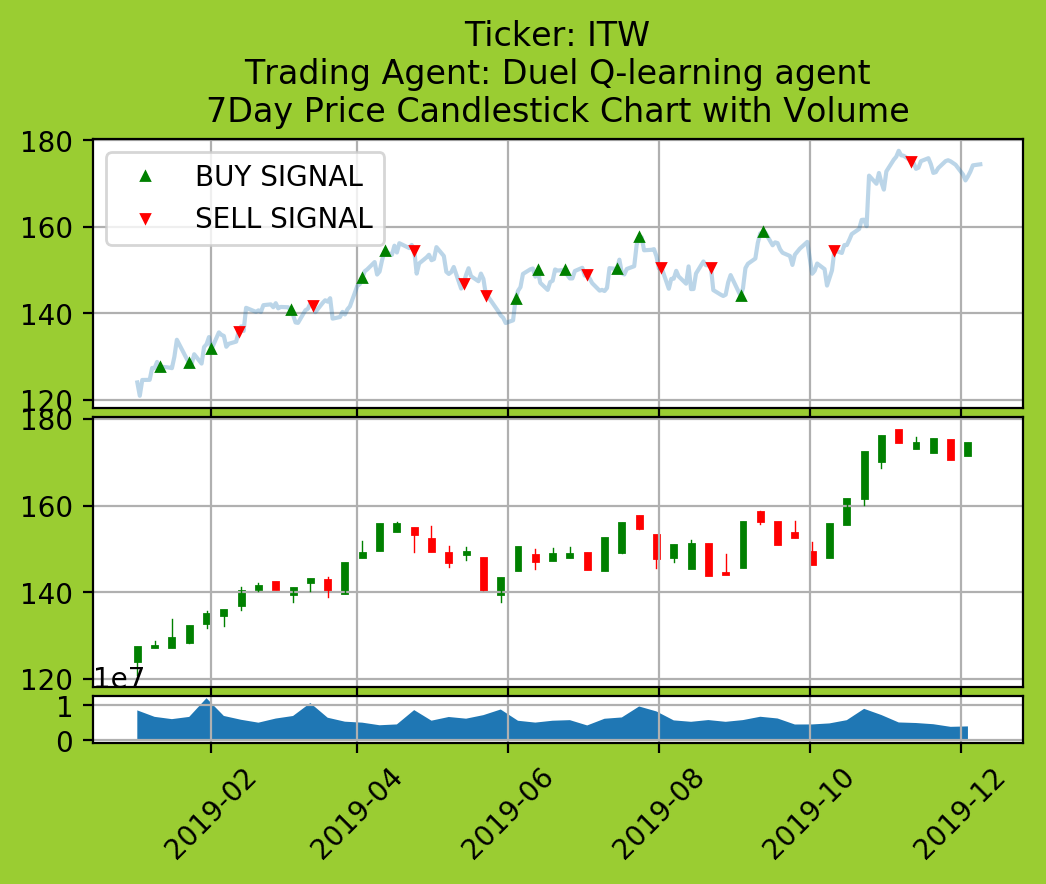 Ticker: ITW
Trading Agent: Duel Q-learning agent
7Day Price Candlestick Chart with Volume
180
BUY SIGNAL
SELL SIGNAL
160
140
120
180
160
140
120
1e7
1
0
2019-02
2019-04
2019-06
2019-08
2019-10
2019-12